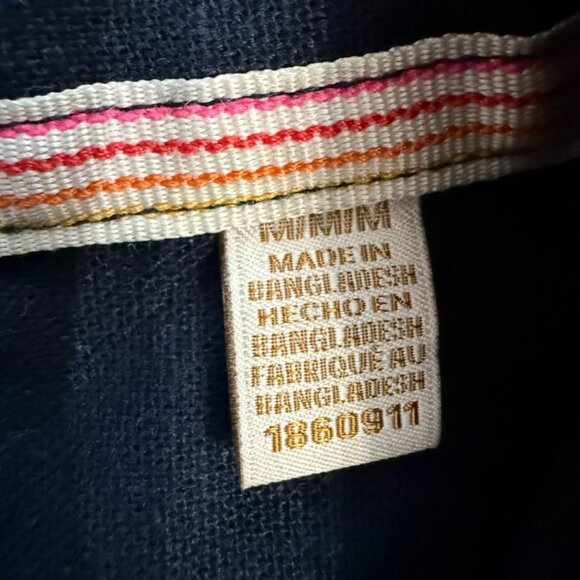 M/M/M
MADE IN
BANGLADESH
HECHO EN
BANGLADESH
FABRIQUE AU
BANGLADESH
1860911